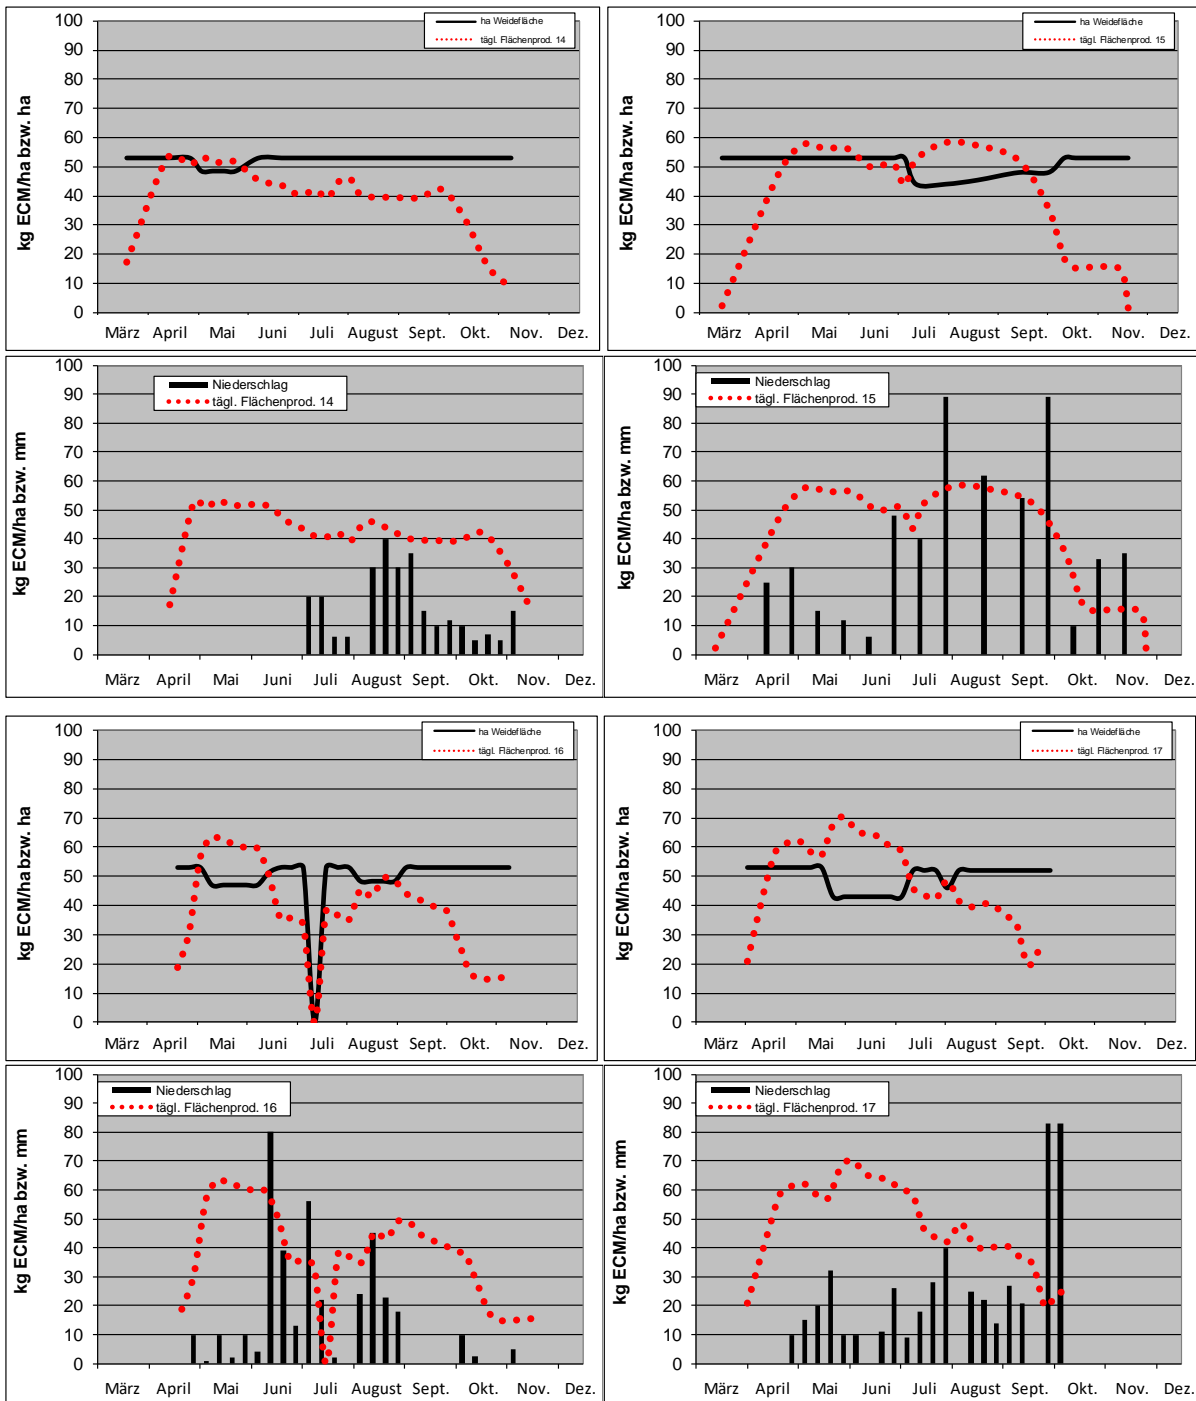 kg ECM/ha bzw. ha
100
90
80
70
60
50
40
30
20
10
0
ha Weidefläche
tägl. Flächenprod. 14
März April Mai Juni Juli August Sept. Okt. Nov. Dez.
kg ECM/ha bzw. ha
100
90
80
70
60
50
40
30
20
10
0
ha Weidefläche
tägl. Flächenprod. 15
März April Mai Juni Juli August Sept. Okt. Nov. Dez.
kg ECM/ha bzw. mm
100
90
80
70
60
50
40
30
20
10
0
Niederschlag
tägl. Flächenprod. 14
März April Mai Juni Juli August Sept. Okt. Nov. Dez.
kg ECM/ha bzw. mm
100
90
80
70
60
50
40
30
20
10
0
Niederschlag
tägl. Flächenprod. 15
März April Mai Juni Juli August Sept. Okt. Nov. Dez.
kg ECM/ha bzw. ha
100
90
80
70
60
50
40
30
20
10
0
ha Weidefläche
tägl. Flächenprod. 16
März April Mai Juni Juli August Sept. Okt. Nov. Dez.
kg ECM/ha bzw. ha
100
90
80
70
60
50
40
30
20
10
0
ha Weidefläche
tägl. Flächenprod. 17
März April Mai Juni Juli August Sept. Okt. Nov. Dez.
kg ECM/ha bzw. mm
100
90
80
70
60
50
40
30
20
10
0
Niederschlag
tägl. Flächenprod. 16
März April Mai Juni Juli August Sept. Okt. Nov. Dez.
kg ECM/ha bzw. mm
100
90
80
70
60
50
40
30
20
10
0
Niederschlag
tägl. Flächenprod. 17
März April Mai Juni Juli August Sept. Okt. Nov. Dez.